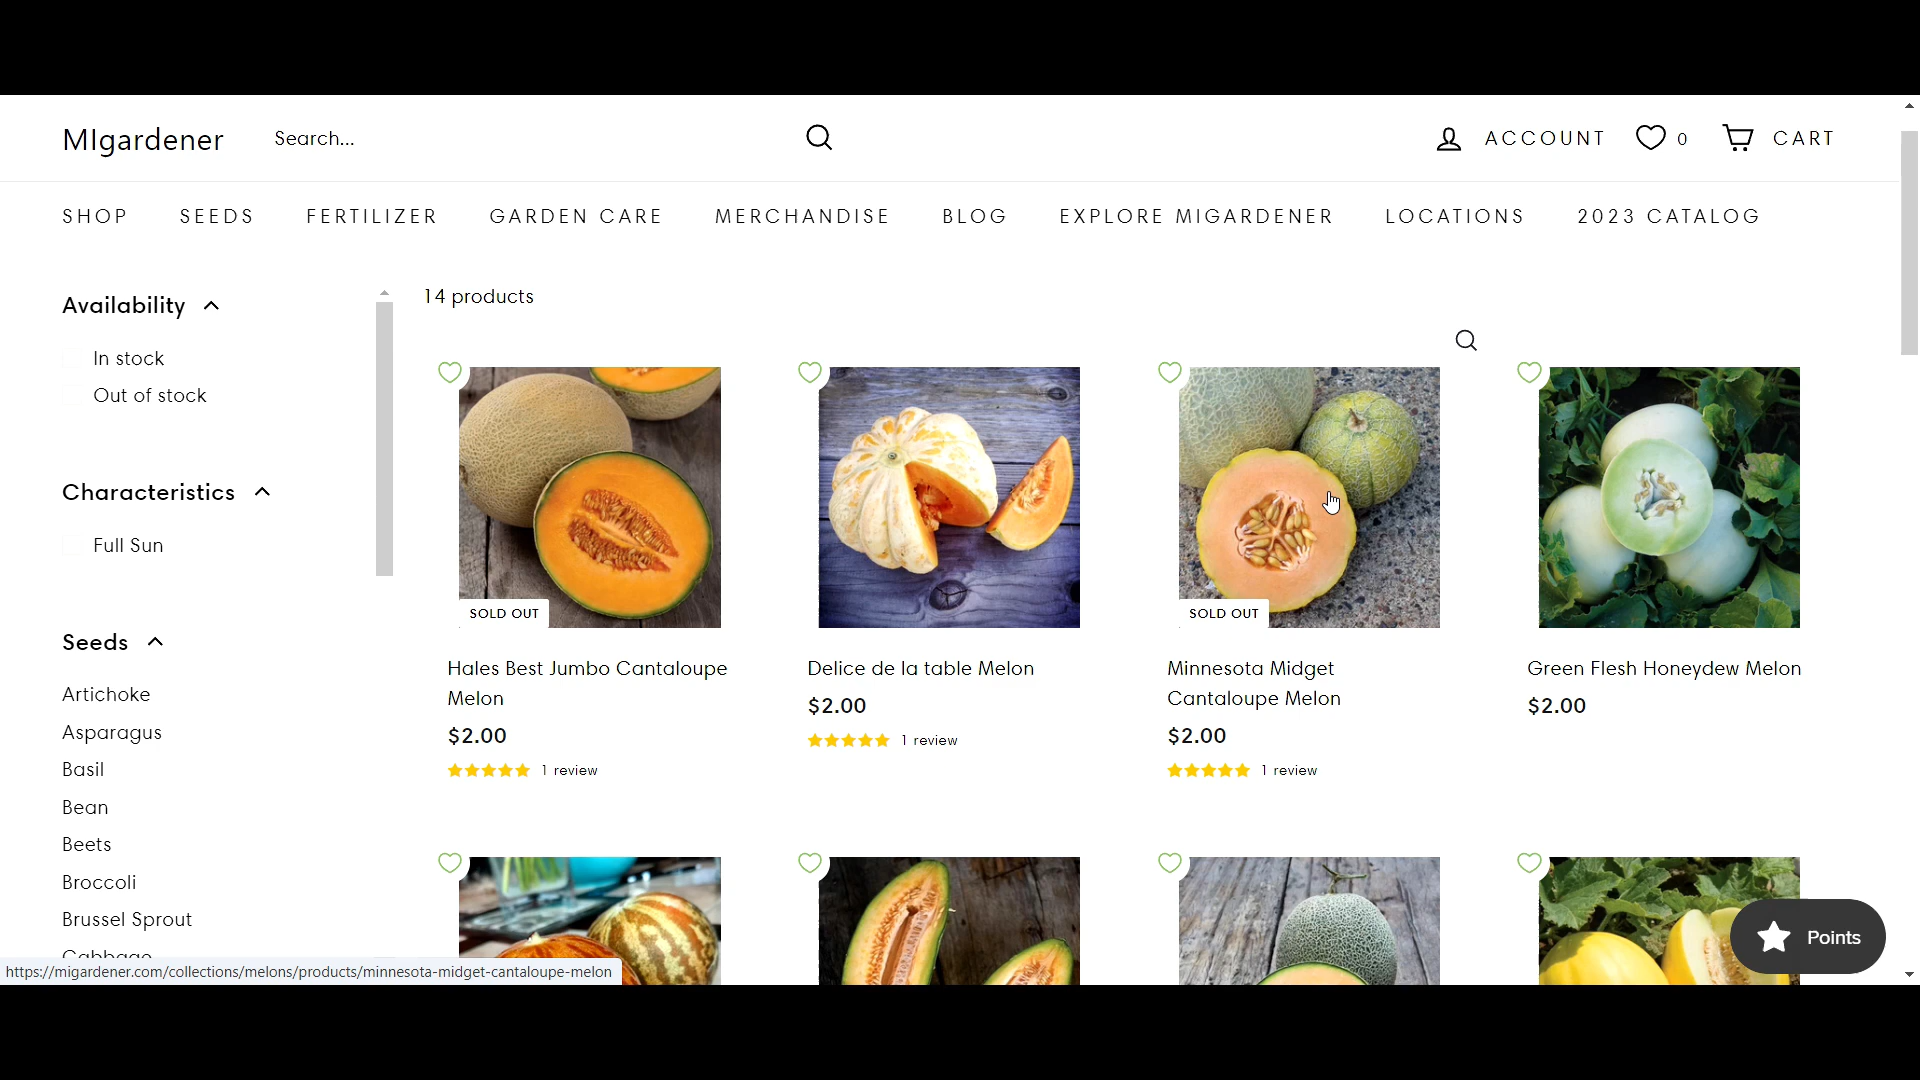 MIgardener
Search...
ACCOUNT
0
CART
SHOP
SEEDS
FERTILIZER
GARDEN CARE
MERCHANDISE
BLOG
EXPLORE MIGARDENER
LOCATIONS
2023 CATALOG
Availability
In stock
Out of stock
Characteristics
Full Sun
Seeds
Artichoke
Asparagus
Basil
Bean
Beets
Broccoli
Brussel Sprout
Cabbage
14 products
SOLD OUT
Hales Best Jumbo Cantaloupe
Melon
$2.00
1 review
Delice de la table Melon
$2.00
1 review
SOLD OUT
Minnesota Midget
Cantaloupe Melon
$2.00
1 review
Green Flesh Honeydew Melon
$2.00
Points
https://migardener.com/collections/melons/products/minnesota-midget-cantaloupe-melon